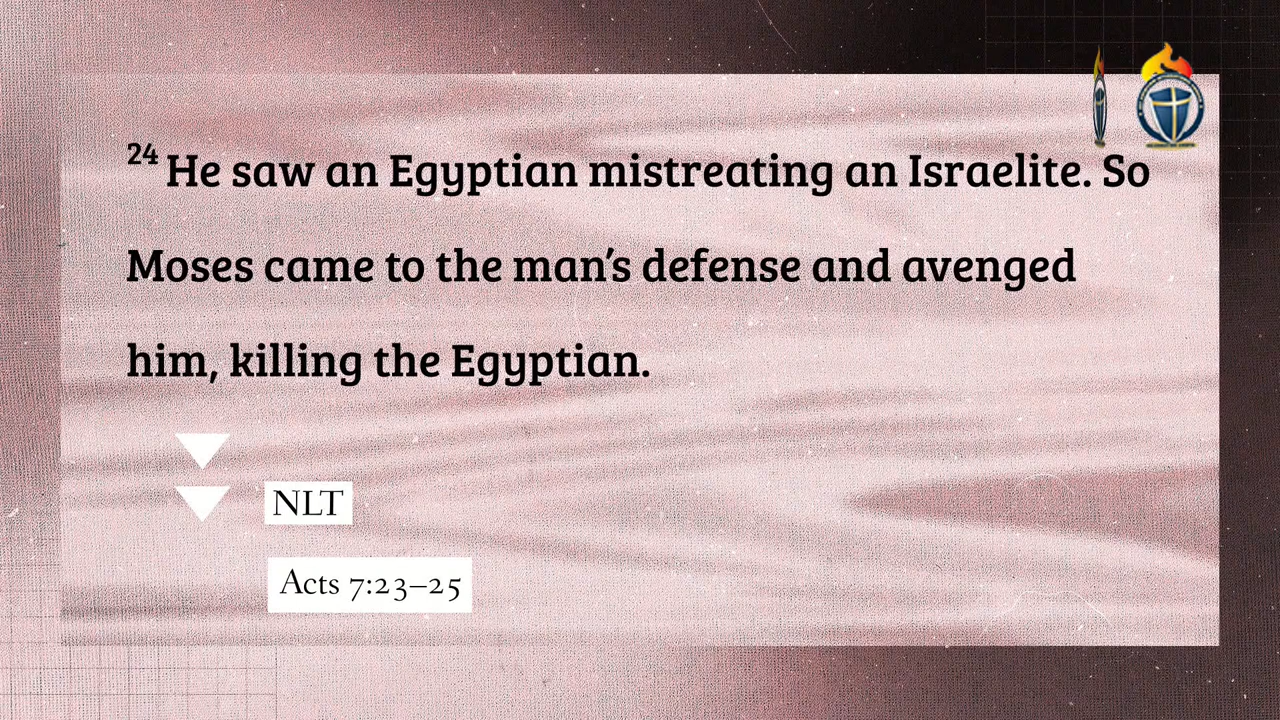 24 He saw an Egyptian mistreating an Israelite. So
Moses came to the man’s defense and avenged
him, killing the Egyptian.
NLT
Acts 7:23–25